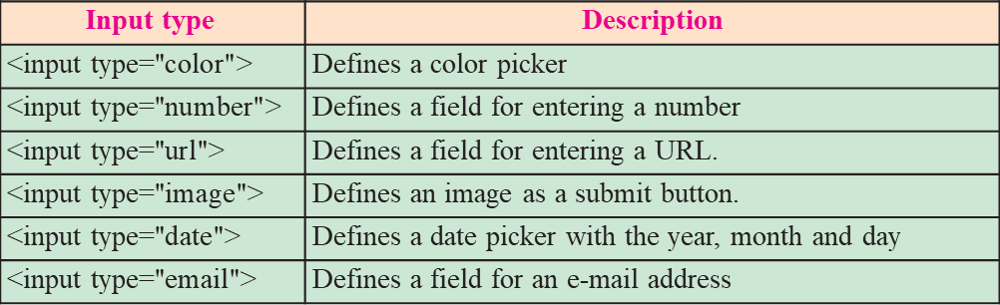 Input type Description
<input type="color"> Defines a color picker
<input type="number"> Defines a field for entering a number
<input type="url"> Defines a field for entering a URL.
<input type="image"> Defines an image as a submit button.
<input type="date"> Defines a date picker with the year, month and day
<input type="email"> Defines a field for an e-mail address